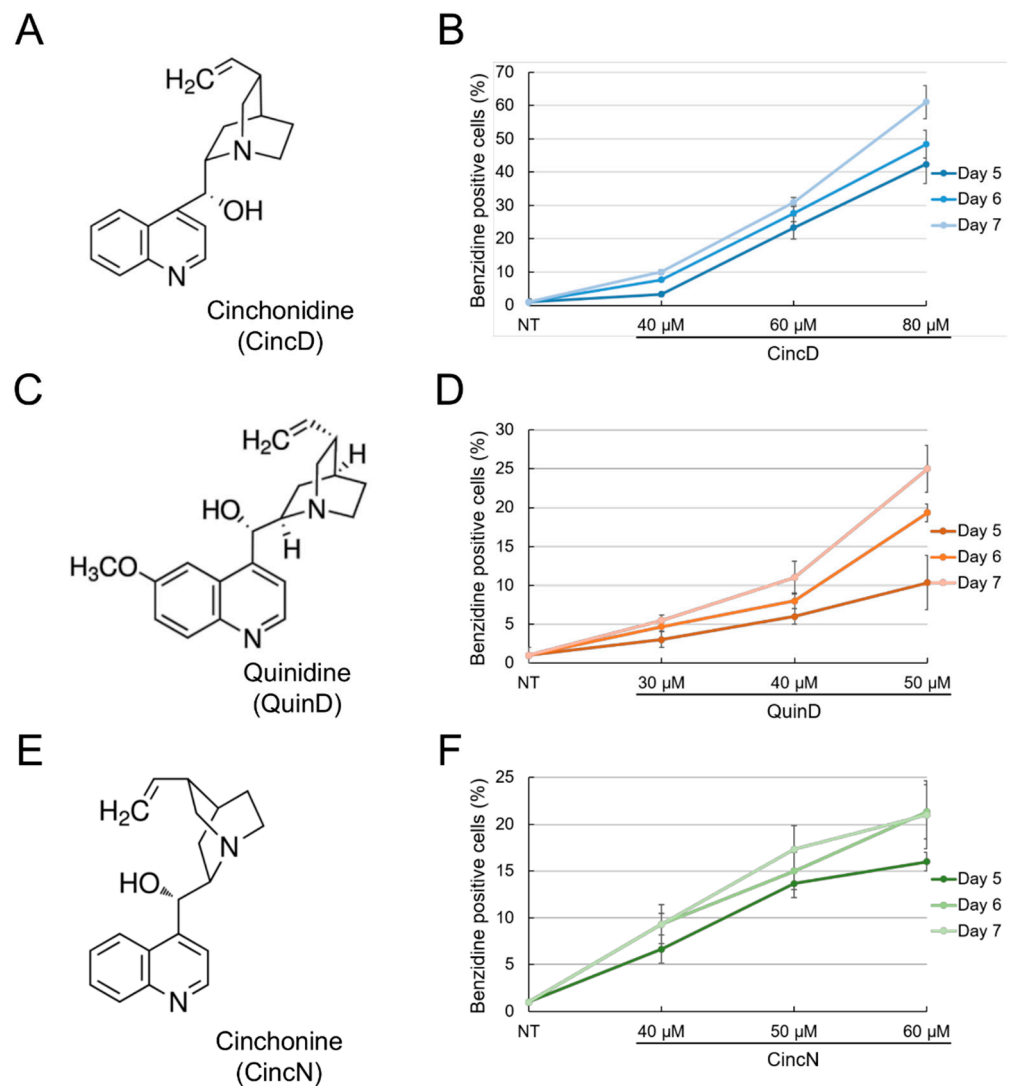 A
H₂C
N
OH
N
Cinchonidine
(CincD)
B
Benzidine positive cells (%)
70
60
50
40
30
20
10
0
NT
40 µM
60 µM
80 µM
CincD
Day 5
Day 6
Day 7
C
H₂C
H
N
HO
H
H₃CO
N
Quinidine
(QuinD)
D
Benzidine positive cells (%)
30
25
20
15
10
5
0
NT
30 µM
40 µM
50 µM
QuinD
Day 5
Day 6
Day 7
E
H₂C
N
HO
N
Cinchonine
(CincN)
F
Benzidine positive cells (%)
25
20
15
10
5
0
NT
40 µM
50 µM
60 µM
CincN
Day 5
Day 6
Day 7